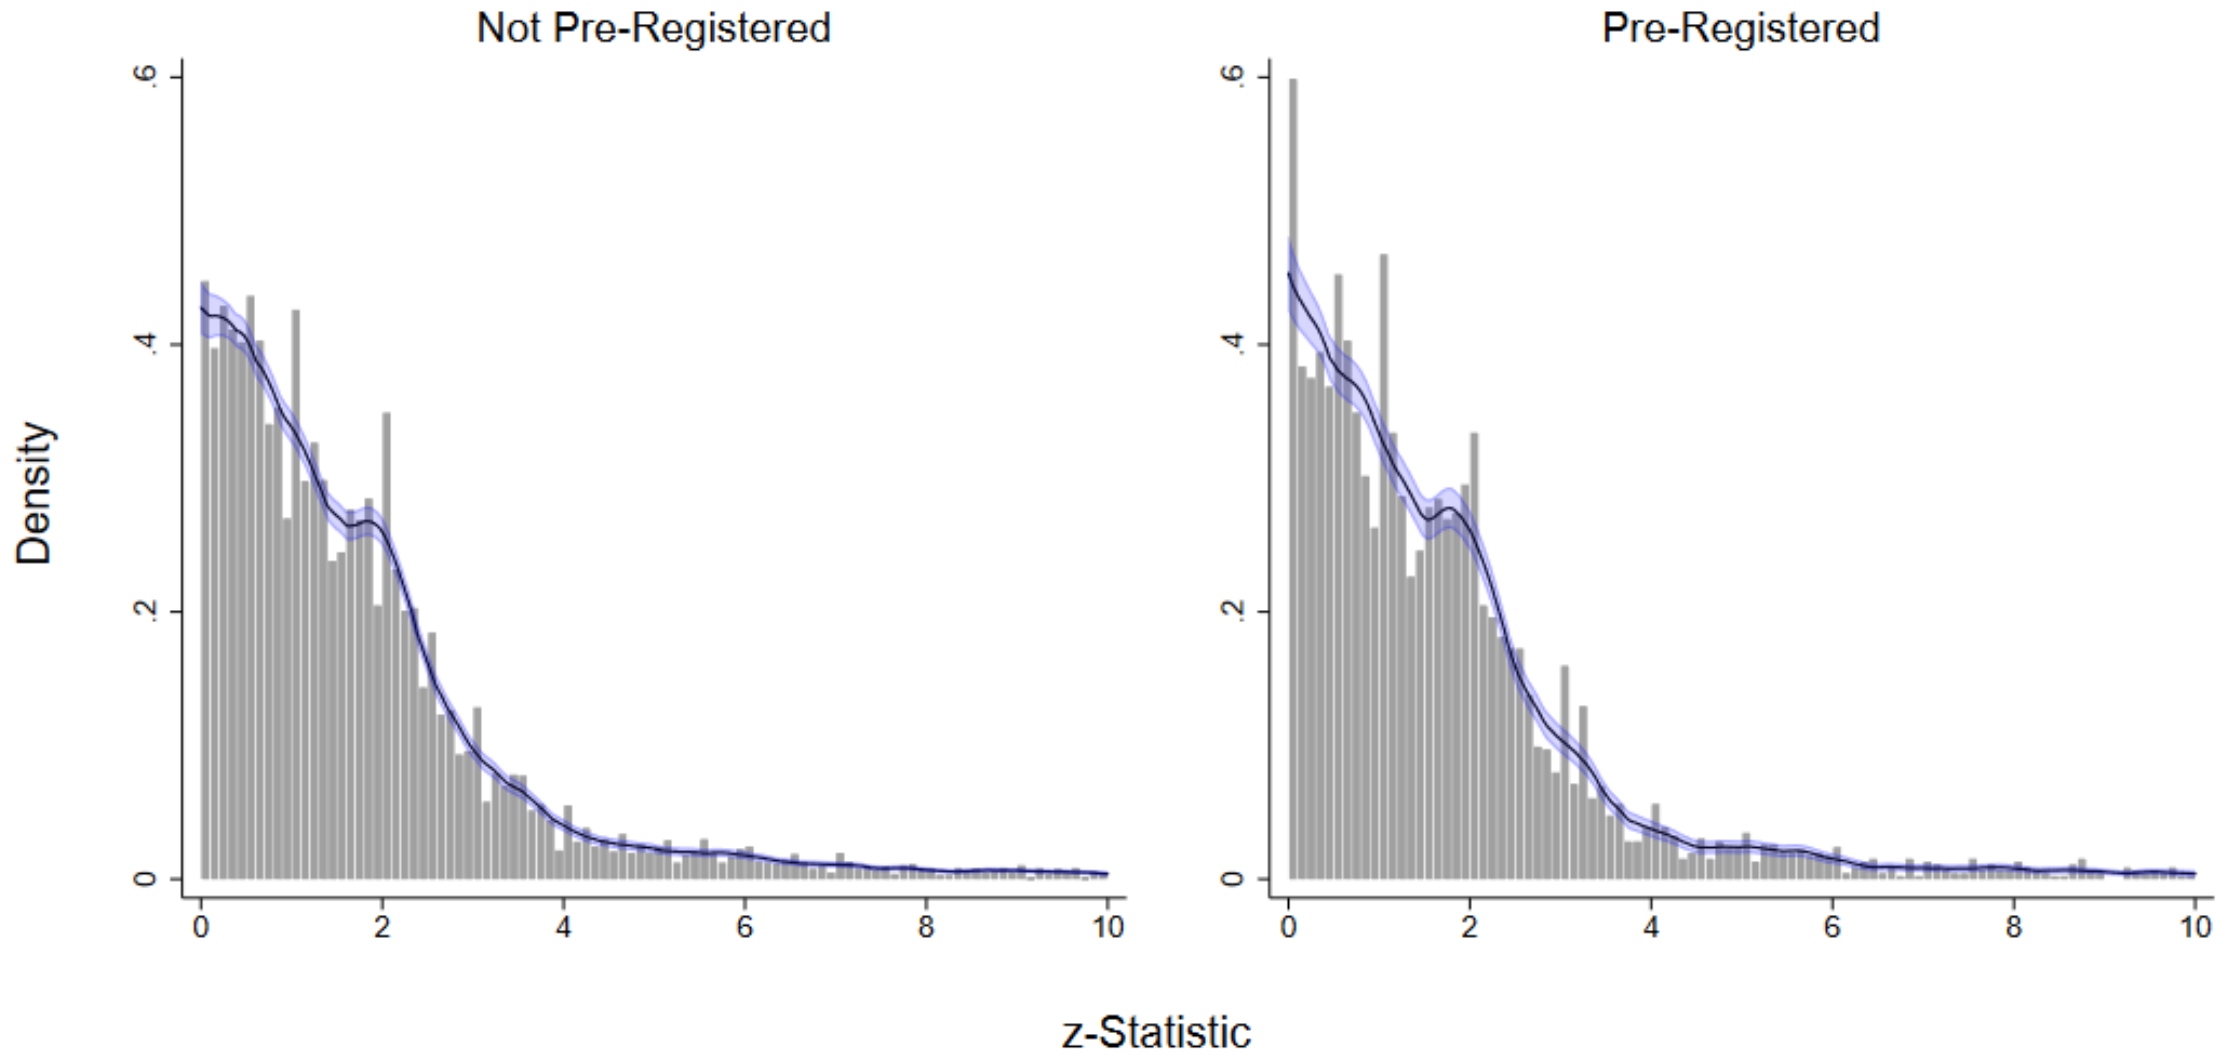 Not Pre-Registered
Pre-Registered
Density
.6
.4
.2
0
0 2 4 6 8 10
.6
.4
.2
0
0 2 4 6 8 10
z-Statistic